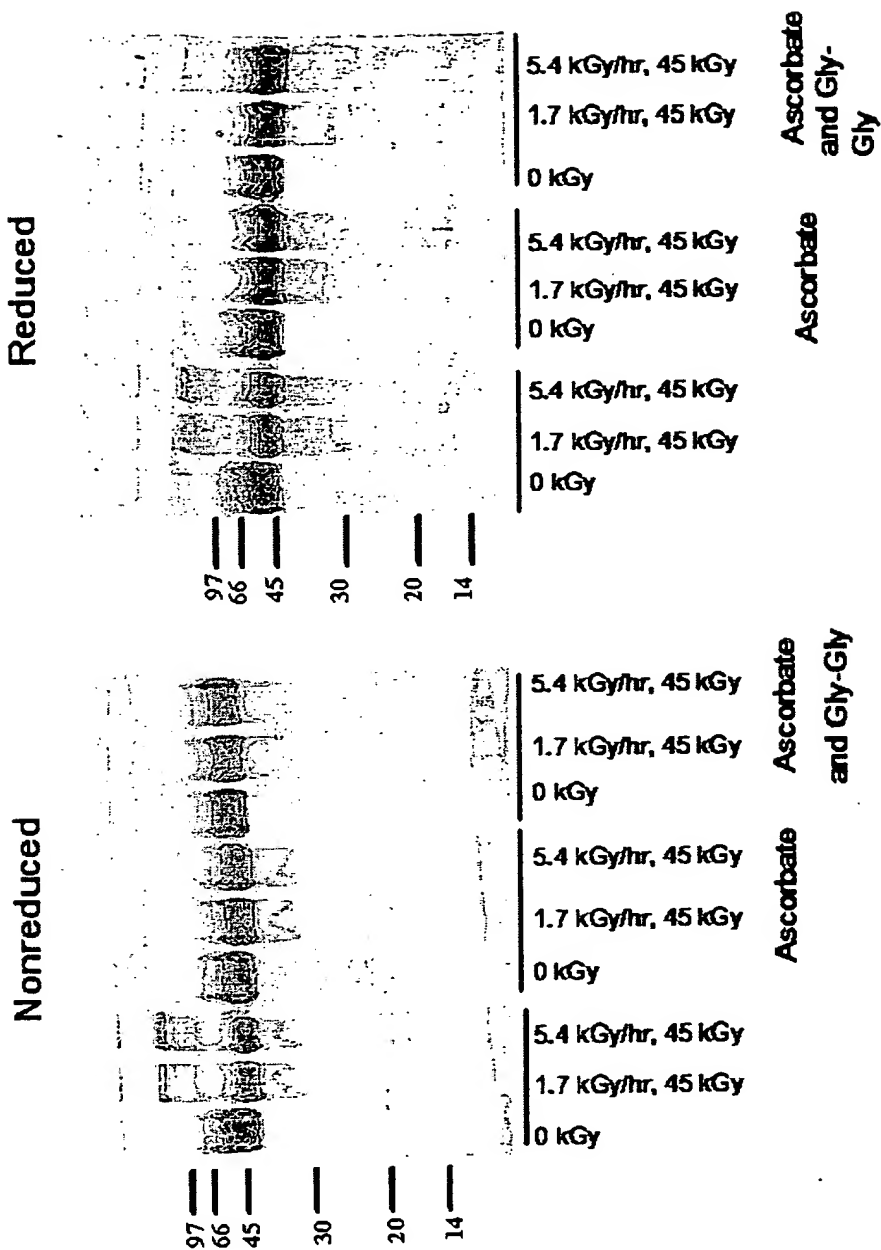 Nonreduced
97
66
45
30
20
14
0 kGy
1.7 kGy/hr, 45 kGy
5.4 kGy/hr, 45 kGy
0 kGy
1.7 kGy/hr, 45 kGy
5.4 kGy/hr, 45 kGy
0 kGy
1.7 kGy/hr, 45 kGy
5.4 kGy/hr, 45 kGy
Ascorbate
Ascorbate
and Gly-Gly
Reduced
97
66
45
30
20
14
0 kGy
1.7 kGy/hr, 45 kGy
5.4 kGy/hr, 45 kGy
0 kGy
1.7 kGy/hr, 45 kGy
5.4 kGy/hr, 45 kGy
0 kGy
1.7 kGy/hr, 45 kGy
5.4 kGy/hr, 45 kGy
Ascorbate
Ascorbate
and Gly-
Gly